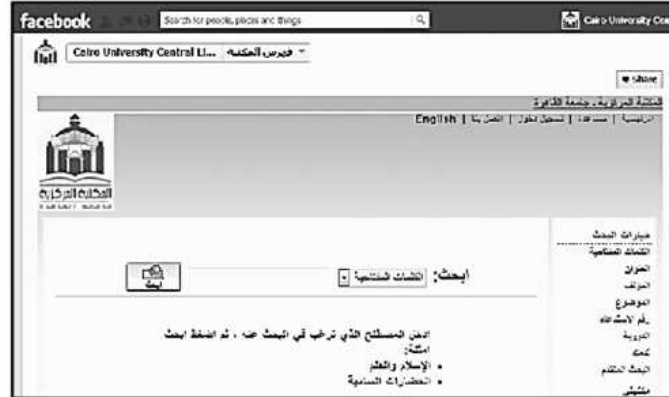 facebook
Search for people, places and things
Cairo University Cen
Cairo University Central Li... فهرس المكتبة
Share
المكتبة المركزية - جامعة القاهرة
الرئيسية | مساعدة | تسجيل دخول | اتصل بنا | English
المكتبة المركزية
خيارات البحث
الكلمات المفتاحية
العنوان
المؤلف
الموضوع
رقم الاستدعاء
الدورية
البحث المتقدم
ابحث: الكلمات المفتاحية
ابحث
ادخل المصطلح الذي ترغب في البحث عنه ، ثم اضغط ابحث
امثلة:
الإسلام والعلم
الحضارات السامية